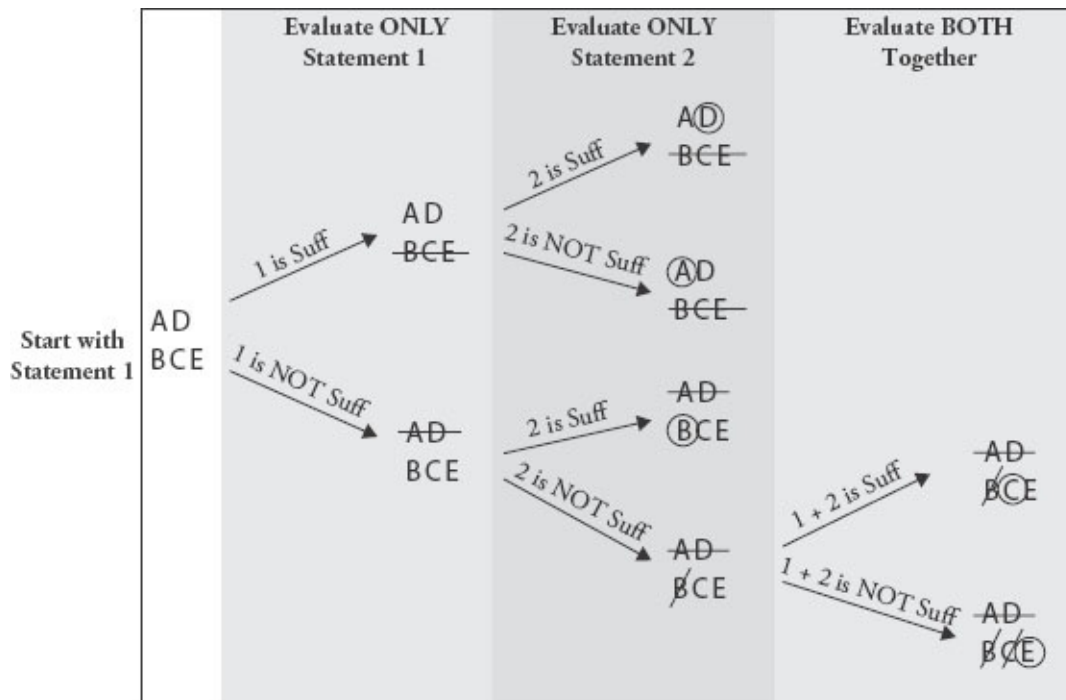 Evaluate ONLY
Statement 1
Evaluate ONLY
Statement 2
Evaluate BOTH
Together
Start with
Statement 1
AD
BCE
1 is Suff
AD
BCE
1 is NOT Suff
AD
BCE
2 is Suff
AD
BCE
2 is NOT Suff
AD
BCE
2 is Suff
AD
BCE
2 is NOT Suff
AD
BCE
1 + 2 is Suff
AD
BCE
1 + 2 is NOT Suff
AD
BCE